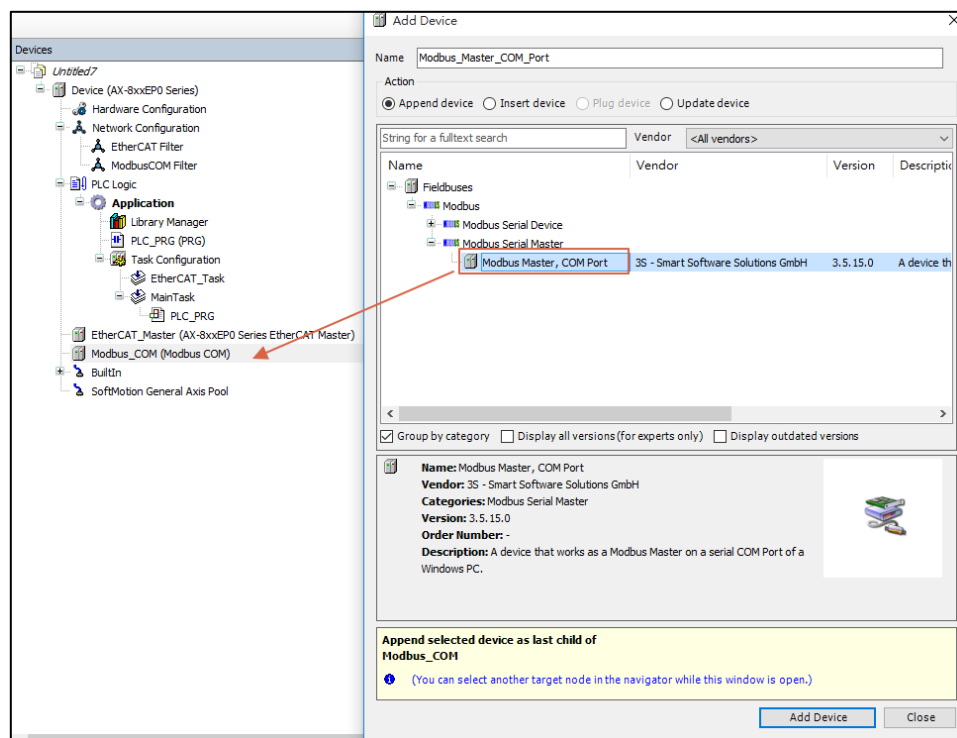 Devices
Untitled7
Device (AX-8xxEP0 Series)
Hardware Configuration
Network Configuration
EtherCAT Filter
ModbusCOM Filter
PLC Logic
Application
Library Manager
PLC_PRG (PRG)
Task Configuration
EtherCAT_Task
MainTask
PLC_PRG
EtherCAT_Master (AX-8xxEP0 Series EtherCAT Master)
Modbus_COM (Modbus COM)
BuiltIn
SoftMotion General Axis Pool
Add Device
Name Modbus_Master_COM_Port
Action
Append device Insert device Plug device Update device
String for a fulltext search Vendor <All vendors>
Name Vendor Version Descriptic
Fieldbuses
Modbus
Modbus Serial Device
Modbus Serial Master
Modbus Master, COM Port 3S - Smart Software Solutions GmbH 3.5.15.0 A device th
Group by category Display all versions (for experts only) Display outdated versions
Name: Modbus Master, COM Port
Vendor: 3S - Smart Software Solutions GmbH
Categories: Modbus Serial Master
Version: 3.5.15.0
Order Number: -
Description: A device that works as a Modbus Master on a serial COM Port of a
Windows PC.
Append selected device as last child of
Modbus_COM
(You can select another target node in the navigator while this window is open.)
Add Device Close